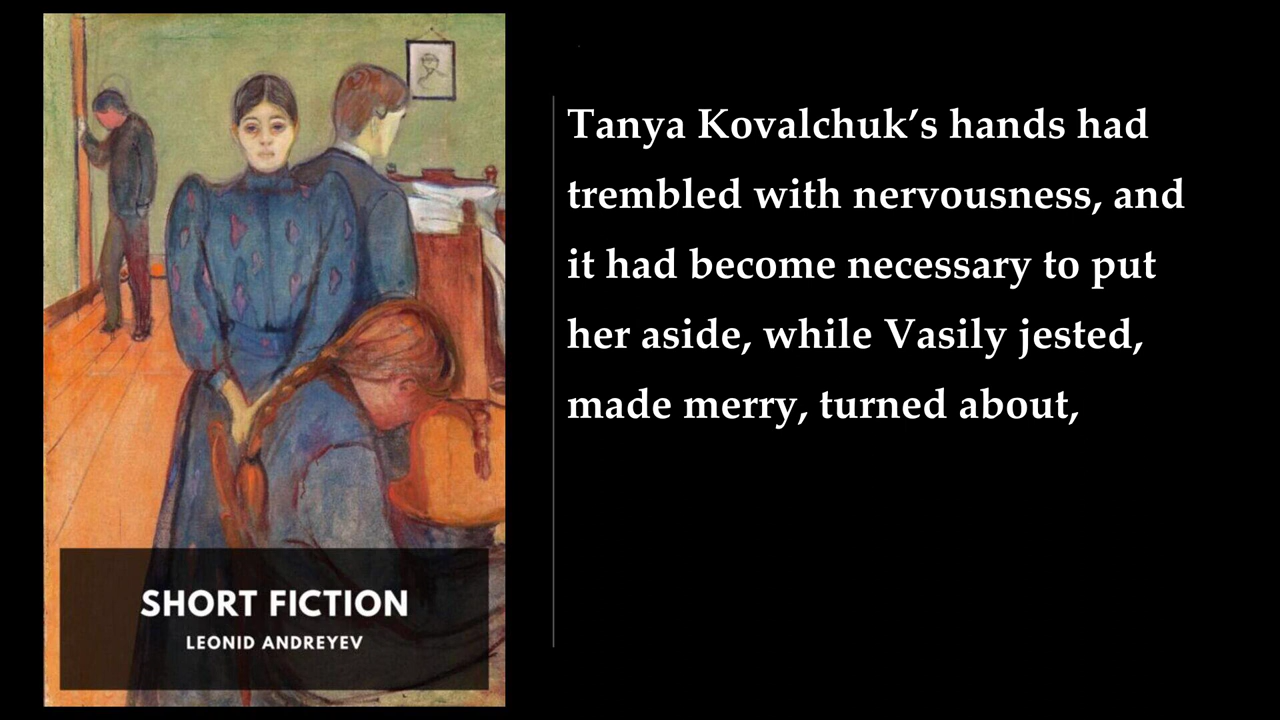 SHORT FICTION
LEONID ANDREYEV
Tanya Kovalchuk’s hands had
trembled with nervousness, and
it had become necessary to put
her aside, while Vasily jested,
made merry, turned about,